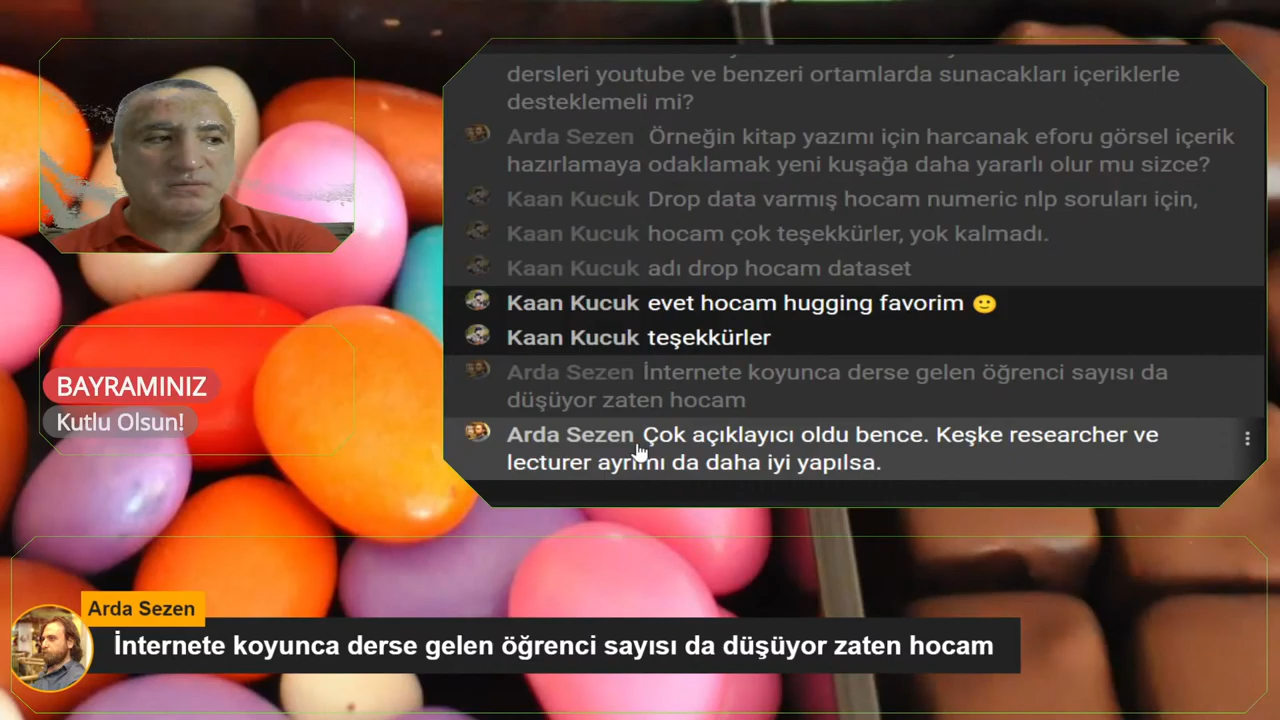 dersleri youtube ve benzeri ortamlarda sunacakları içeriklerle
desteklemeli mi?
Arda Sezen Örneğin kitap yazımı için harcanak eforu görsel içerik
hazırlamaya odaklamak yeni kuşağa daha yararlı olur mu sizce?
Kaan Kucuk Drop data varmış hocam numeric nlp soruları için,
Kaan Kucuk hocam çok teşekkürler, yok kalmadı.
Kaan Kucuk adı drop hocam dataset
Kaan Kucuk evet hocam hugging favorim 🙂
Kaan Kucuk teşekkürler
Arda Sezen İnternete koyunca derse gelen öğrenci sayısı da
düşüyor zaten hocam
Arda Sezen Çok açıklayıcı oldu bence. Keşke researcher ve
lecturer ayrımı da daha iyi yapılsa.
BAYRAMINIZ
Kutlu Olsun!
Arda Sezen
İnternete koyunca derse gelen öğrenci sayısı da düşüyor zaten hocam